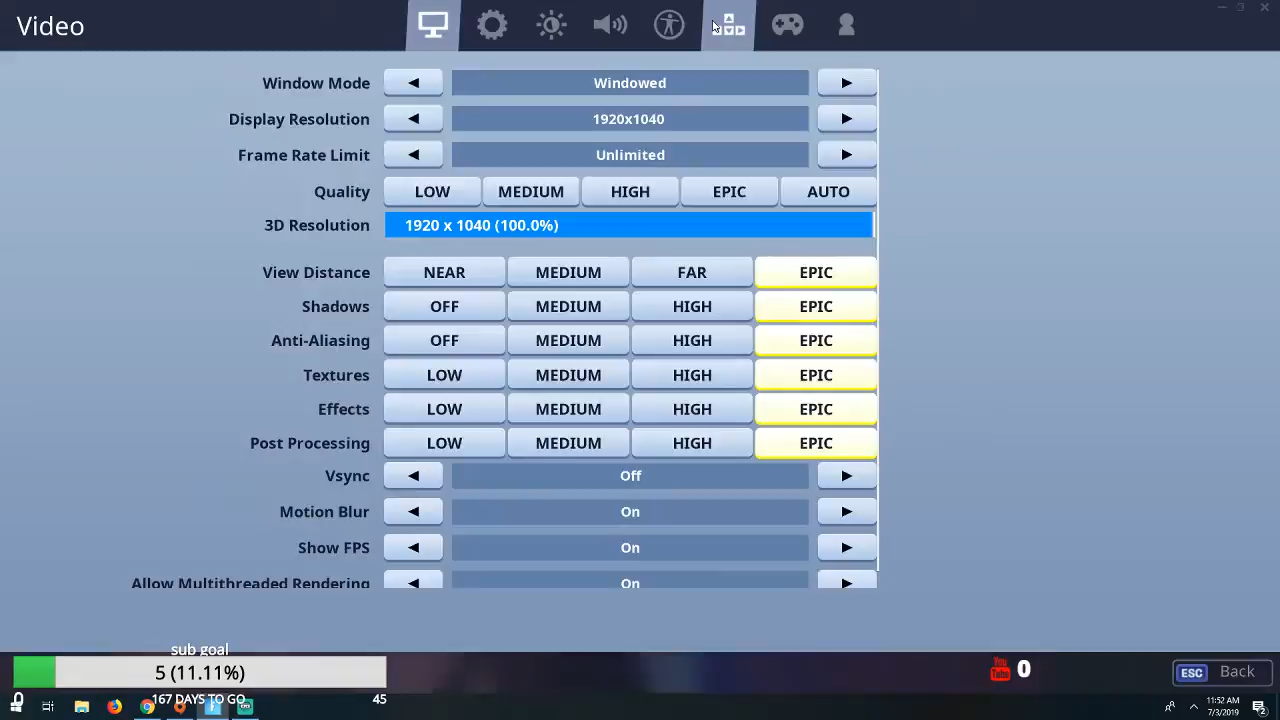 Video
Window Mode Windowed
Display Resolution 1920x1040
Frame Rate Limit Unlimited
Quality LOW MEDIUM HIGH EPIC AUTO
3D Resolution 1920 x 1040 (100.0%)
View Distance NEAR MEDIUM FAR EPIC
Shadows OFF MEDIUM HIGH EPIC
Anti-Aliasing OFF MEDIUM HIGH EPIC
Textures LOW MEDIUM HIGH EPIC
Effects LOW MEDIUM HIGH EPIC
Post Processing LOW MEDIUM HIGH EPIC
Vsync Off
Motion Blur On
Show FPS On
Allow Multithreaded Rendering On
sub goal
5 (11.11%)
0 167 DAYS TO GO 45
You Tube 0
ESC Back
11:52 AM
7/3/2019
2